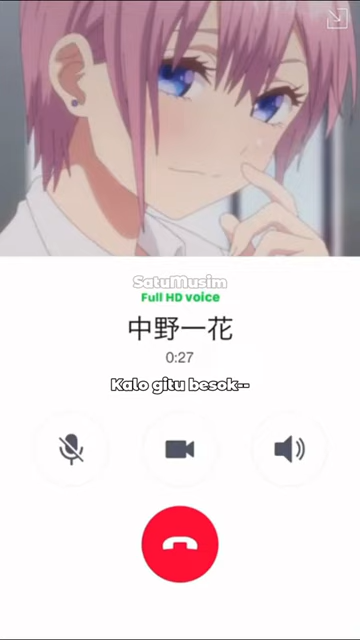 SatuMusim
Full HD voice
中野一花
0:27
Kalo gitu besok--